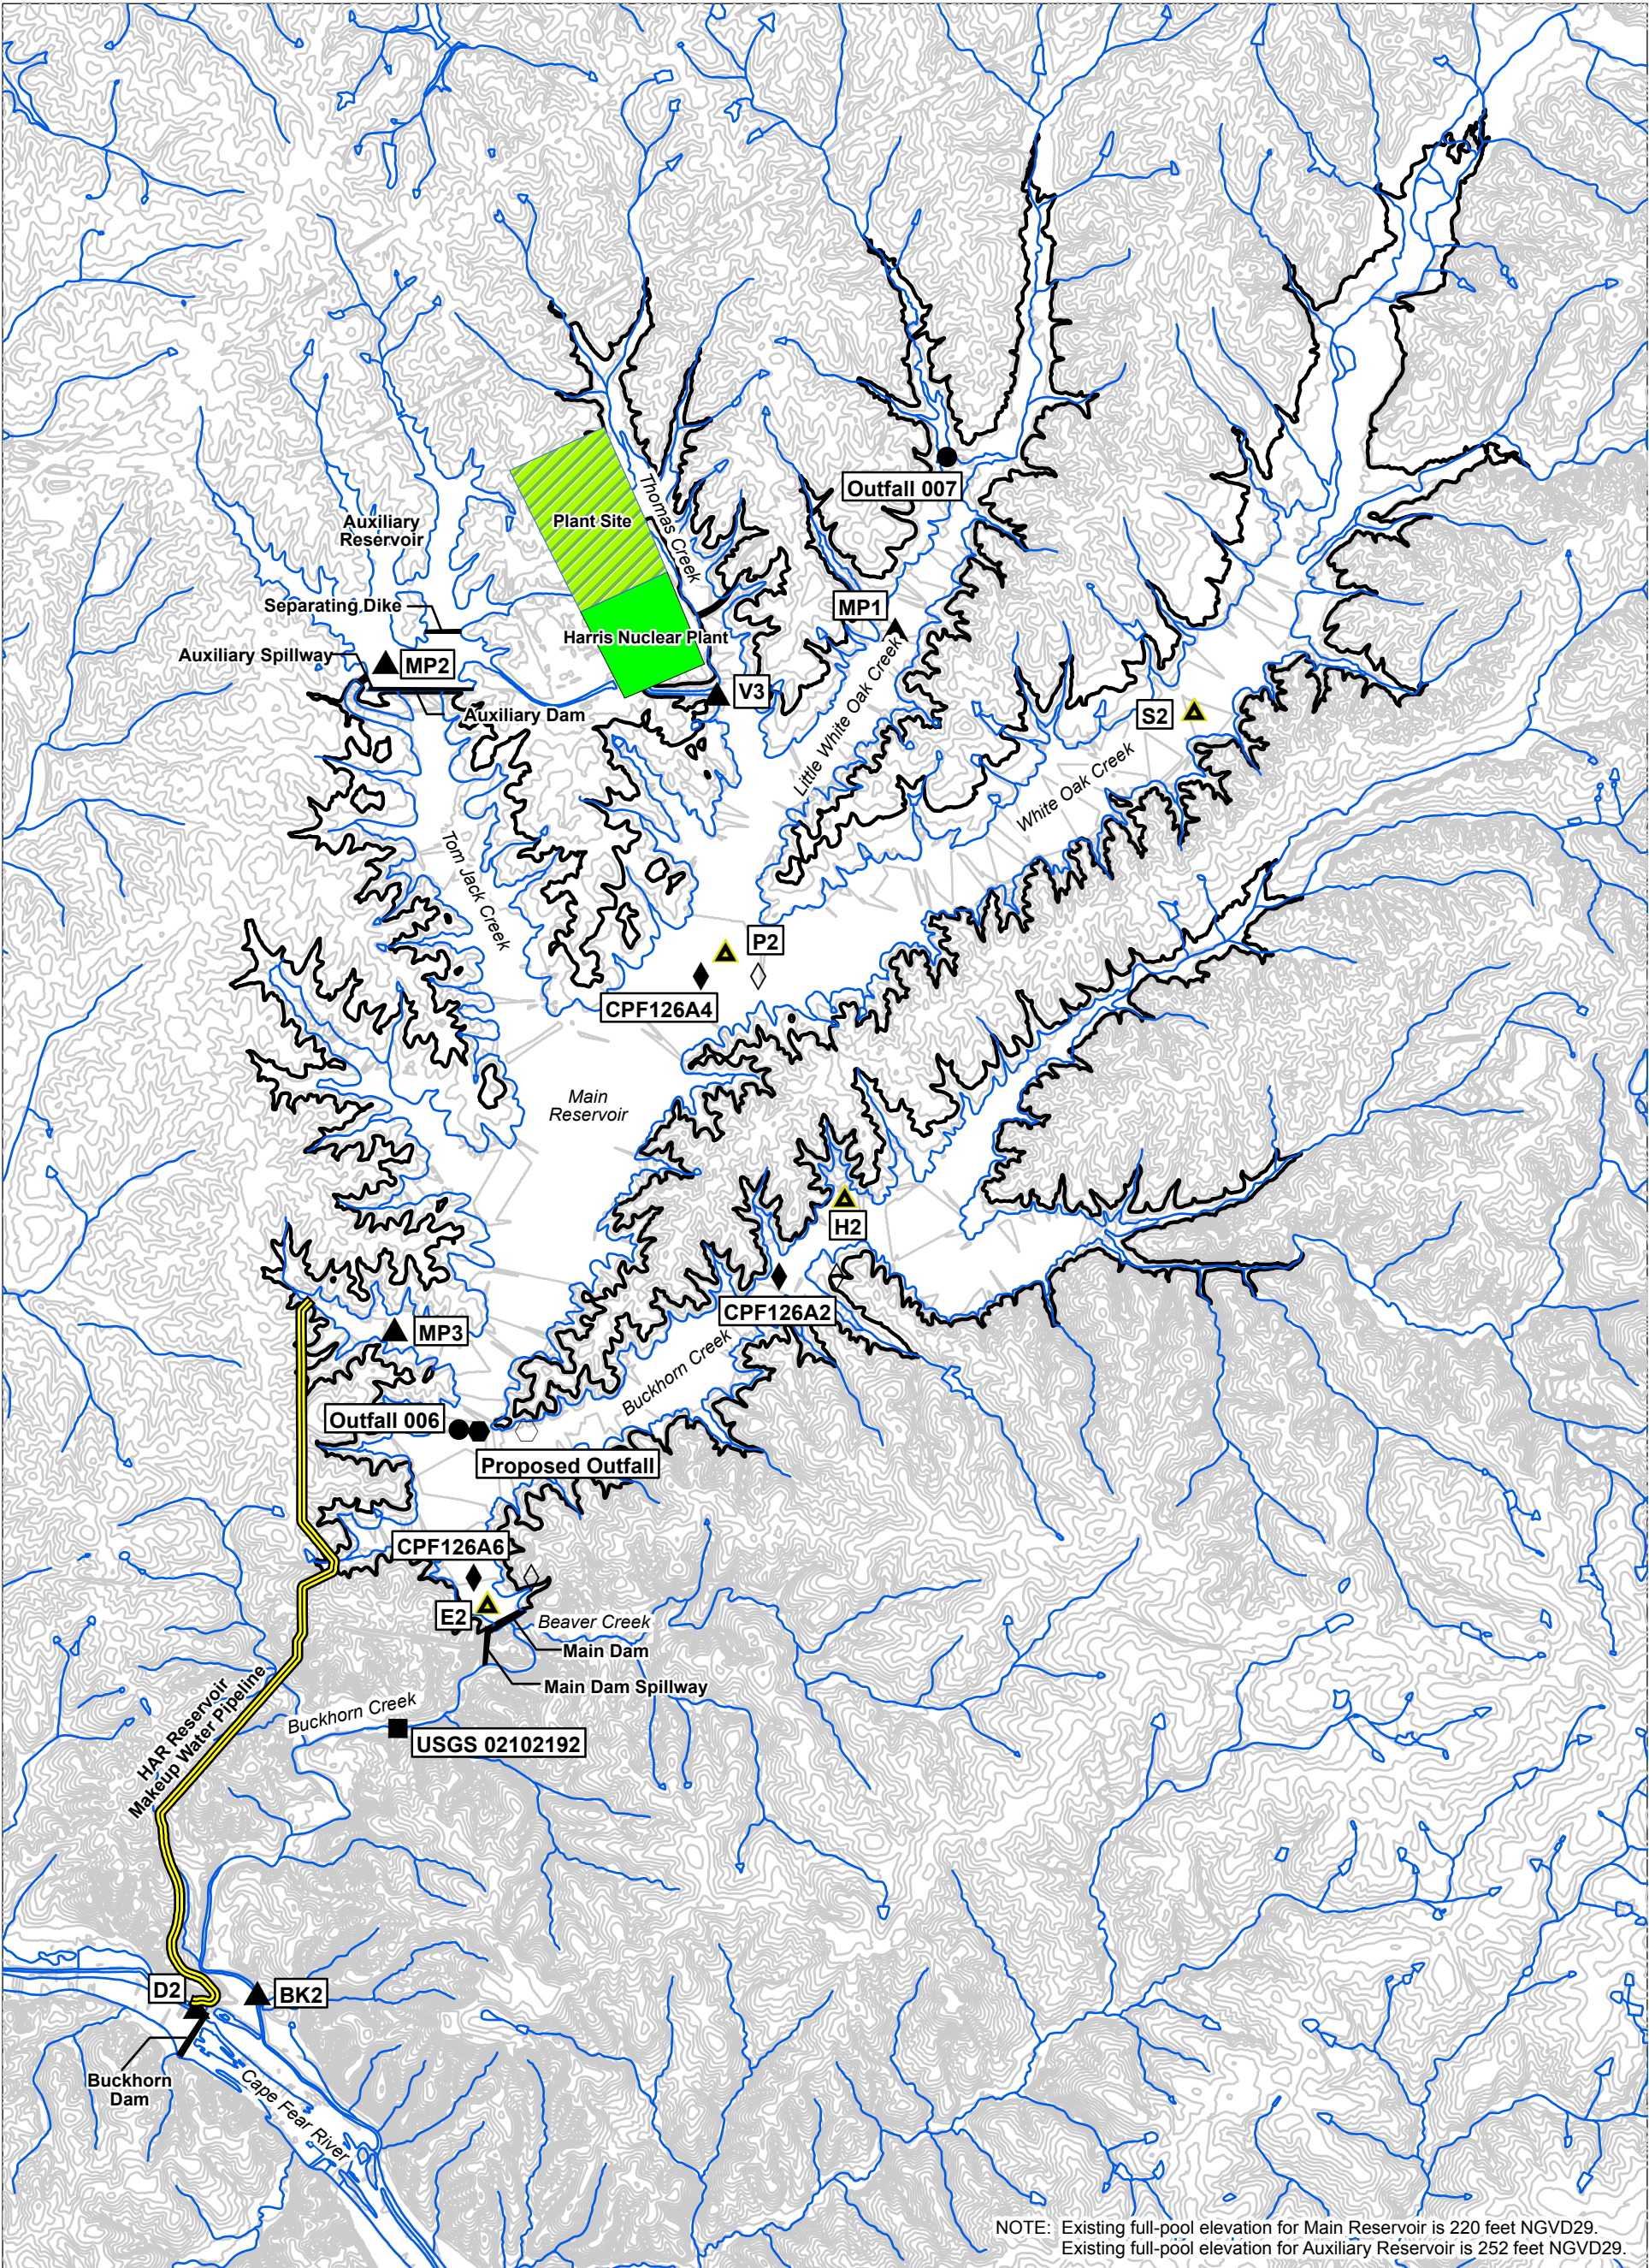 Outfall 007
Thomas Creek
Plant Site
Auxiliary
Reservoir
Separating Dike
MP1
Harris Nuclear Plant
Auxiliary Spillway
MP2
V3
Auxiliary Dam
S2
Little White Oak Creek
White Oak Creek
Tom Jack Creek
P2
CPF126A4
Main
Reservoir
H2
CPF126A2
MP3
Buckhorn Creek
Outfall 006
Proposed Outfall
CPF126A6
E2
Beaver Creek
Main Dam
Main Dam Spillway
HAR Reservoir
Makeup Water Pipeline
Buckhorn Creek
USGS 02102192
D2
BK2
Buckhorn
Dam
Cape Fear River
NOTE: Existing full-pool elevation for Main Reservoir is 220 feet NGVD29.
Existing full-pool elevation for Auxiliary Reservoir is 252 feet NGVD29.